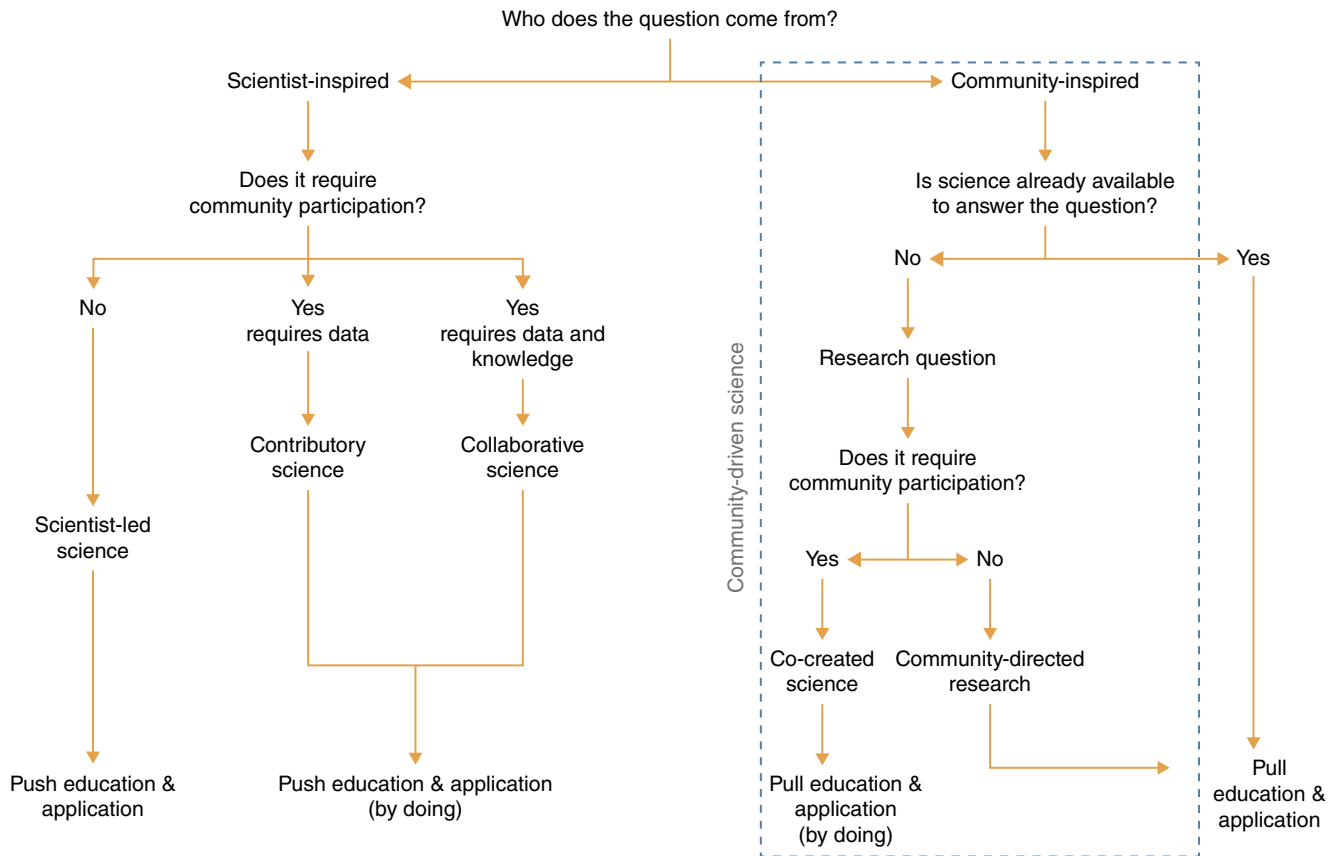 Who does the question come from?
Scientist-inspired
Community-inspired
Does it require
community participation?
Is science already available
to answer the question?
No
Yes
requires data
Yes
requires data and
knowledge
No
Yes
Research question
Contributory
science
Collaborative
science
Does it require
community participation?
Community-driven science
Scientist-led
science
Yes
No
Co-created
science
Community-directed
research
Push education &
application
Push education & application
(by doing)
Pull education &
application
(by doing)
Pull
education &
application